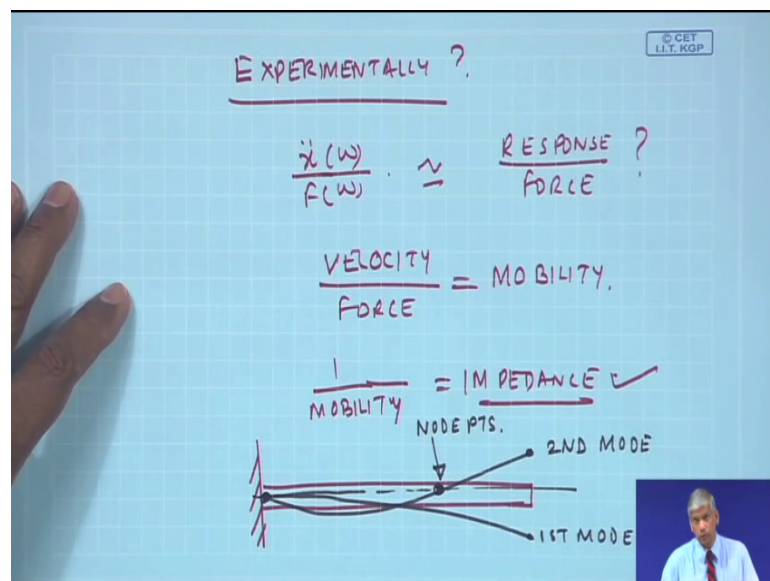 © CET
I.I.T. KGP
EXPERIMENTALLY ?.
ẍ(ω)
F(ω) . ≃ RESPONSE
FORCE ?
VELOCITY
FORCE = MOBILITY.
1
MOBILITY = IMPEDANCE ✓
NODE PTS.
2ND MODE
1ST MODE